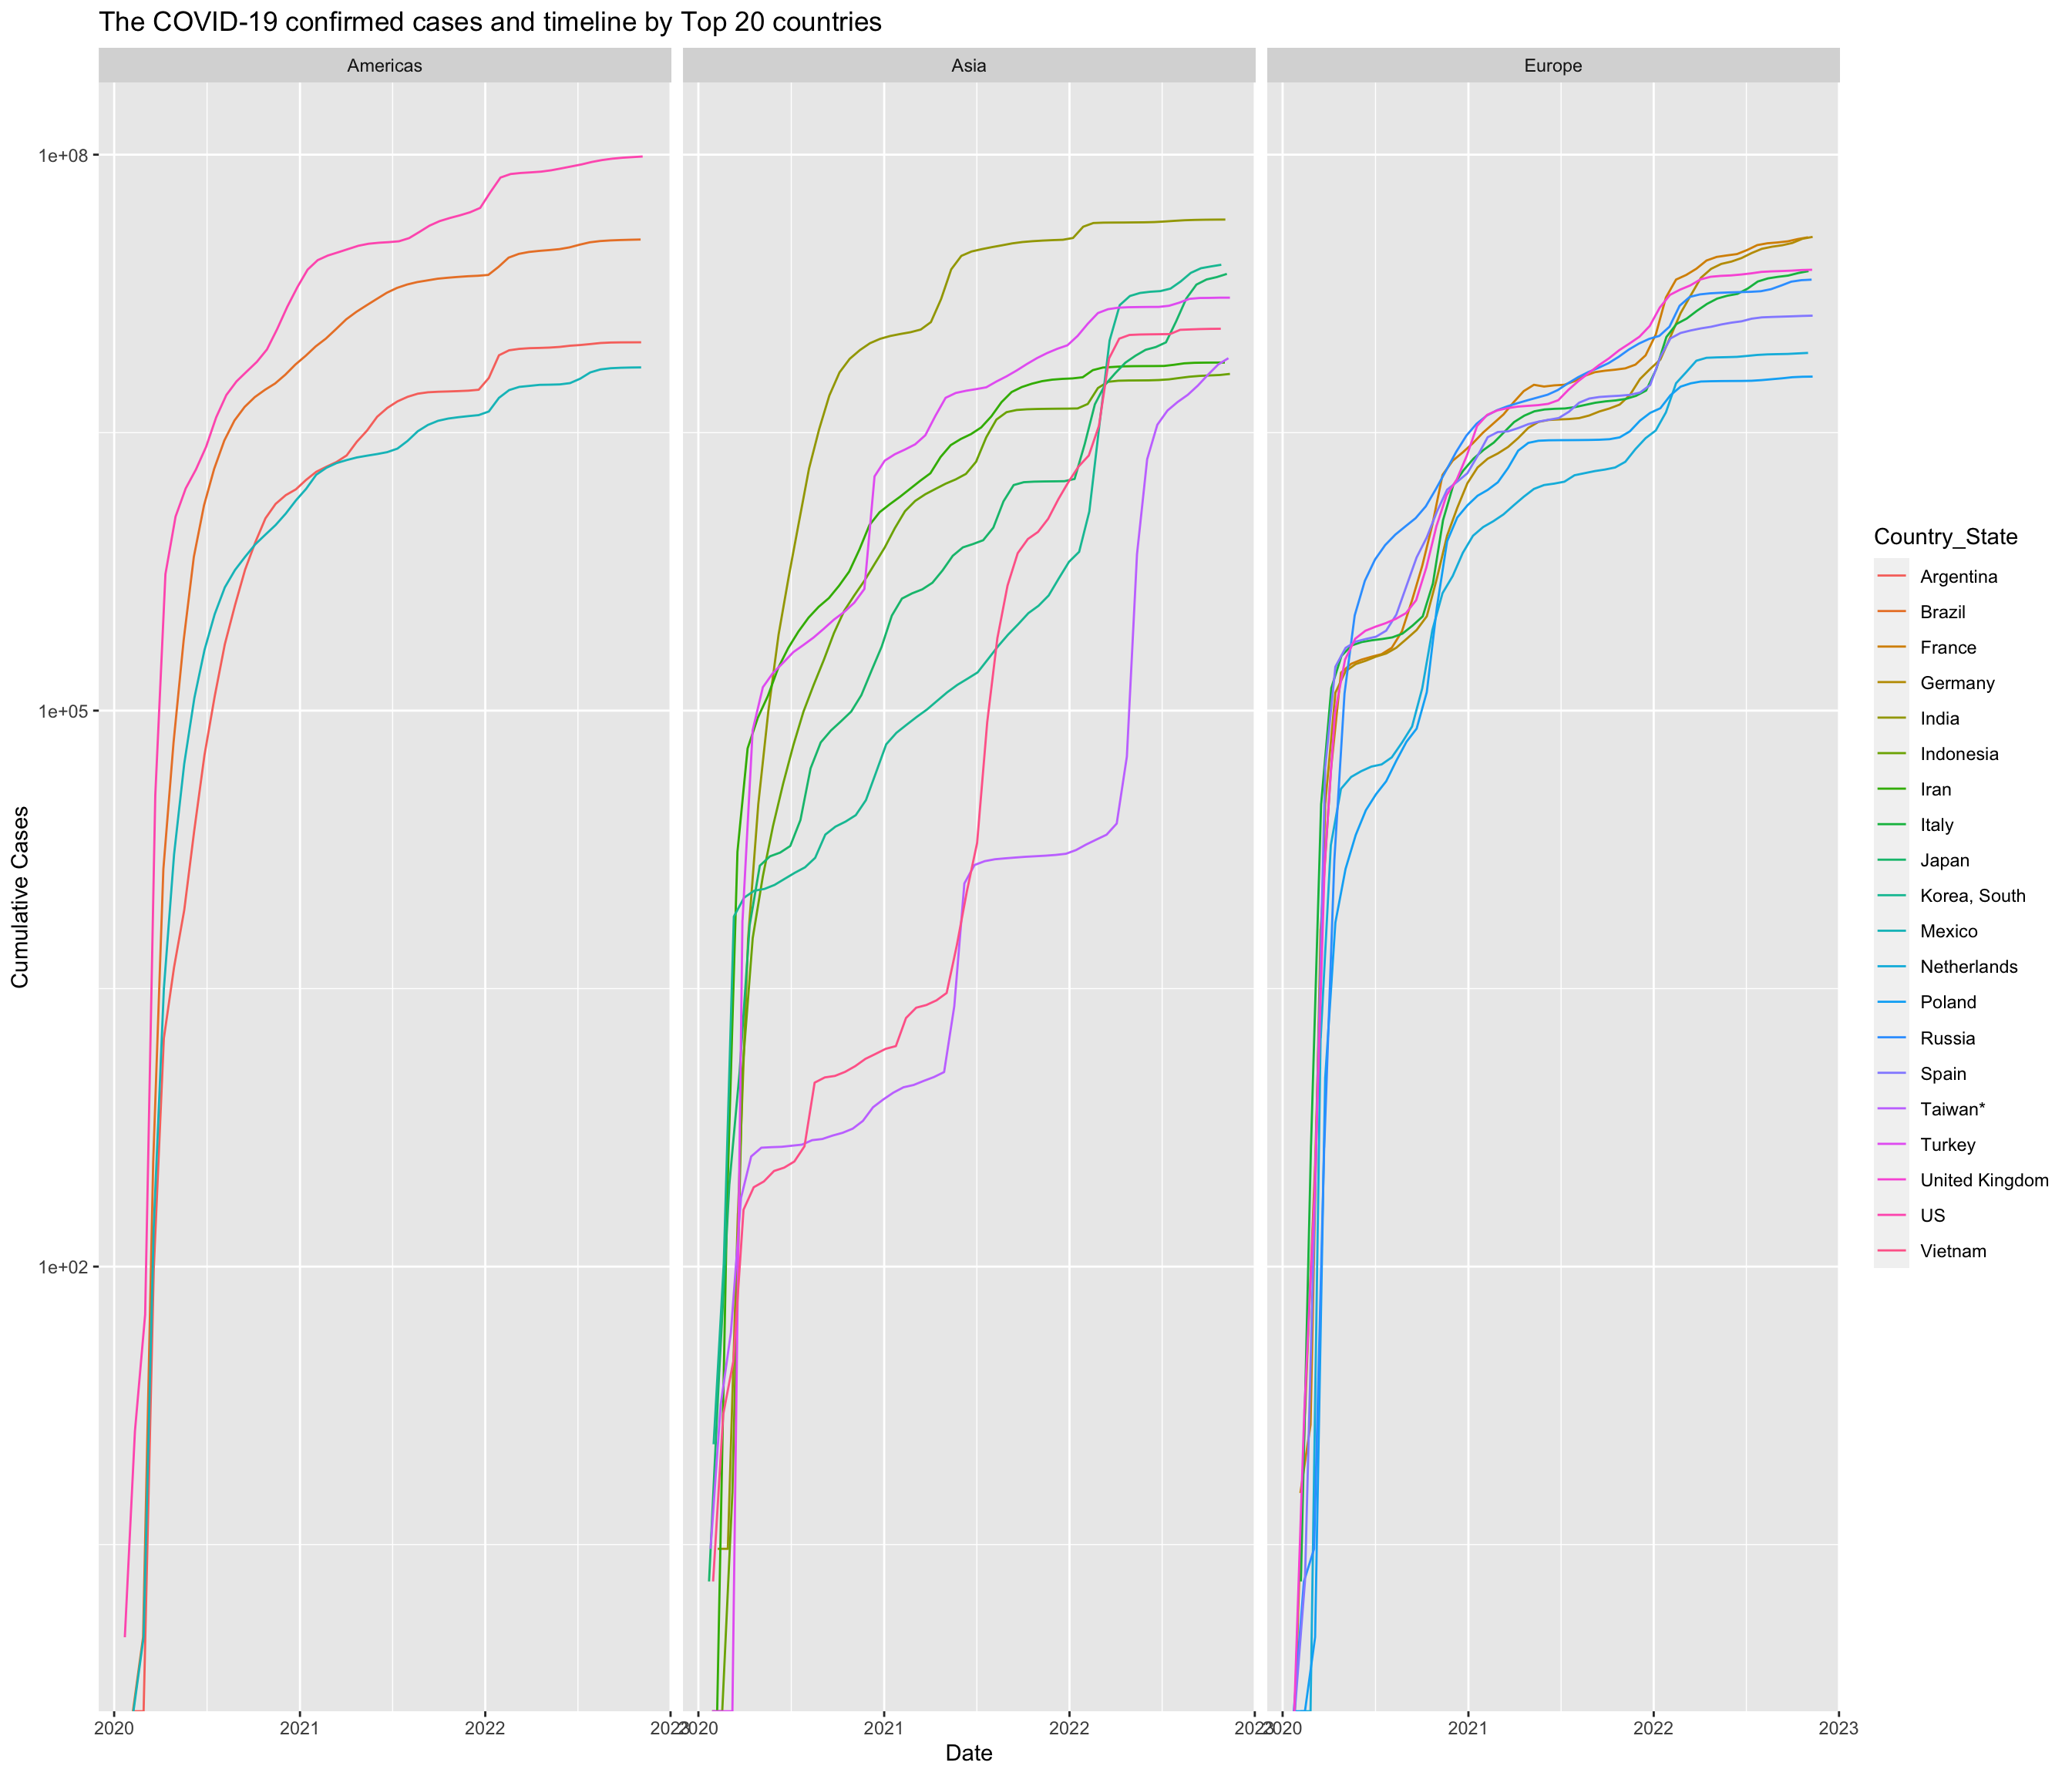 The COVID-19 confirmed cases and timeline by Top 20 countries
Americas
Asia
Europe
1e+08
1e+05
1e+02
Cumulative Cases
2020
2021
2022
2023
2020
2021
2022
2023
2020
2021
2022
2023
Date
Country_State
Argentina
Brazil
France
Germany
India
Indonesia
Iran
Italy
Japan
Korea, South
Mexico
Netherlands
Poland
Russia
Spain
Taiwan*
Turkey
United Kingdom
US
Vietnam